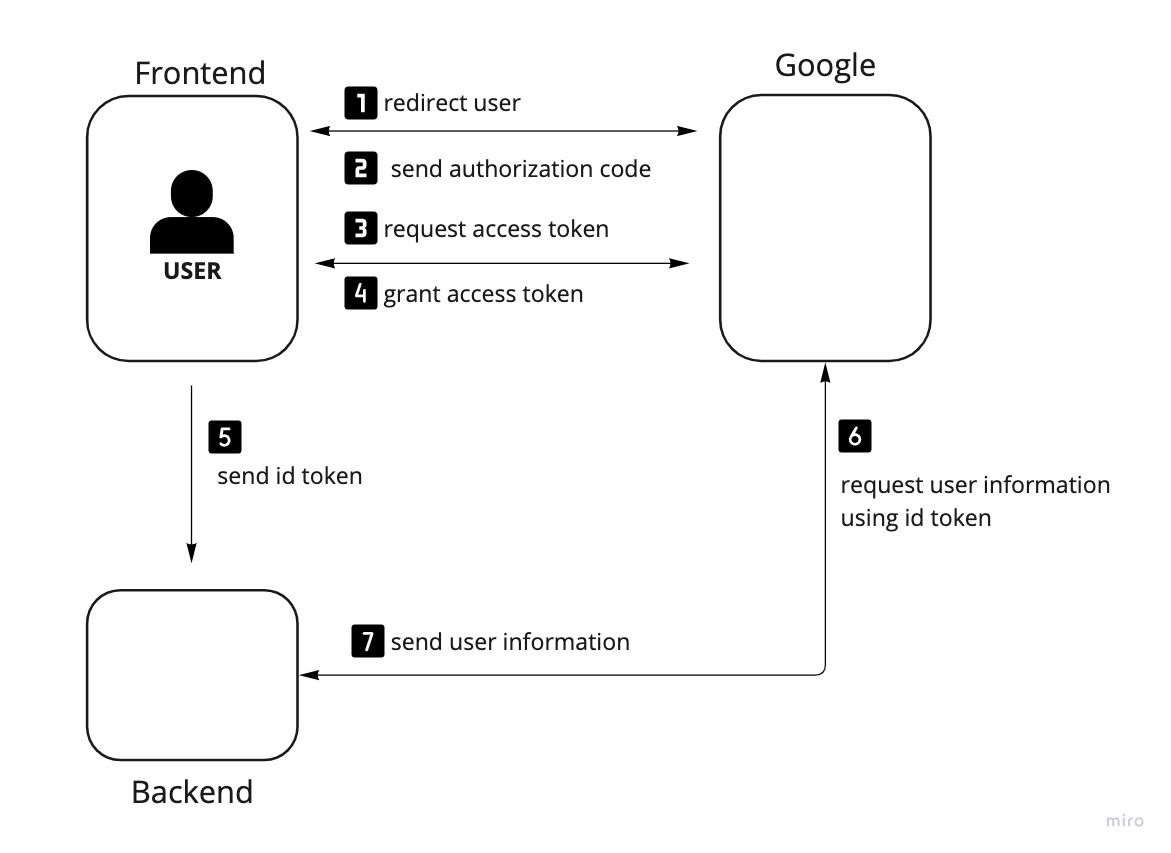 Frontend
Google
1 redirect user
2 send authorization code
3 request access token
4 grant access token
USER
5
send id token
6
request user information
using id token
7 send user information
Backend
miro